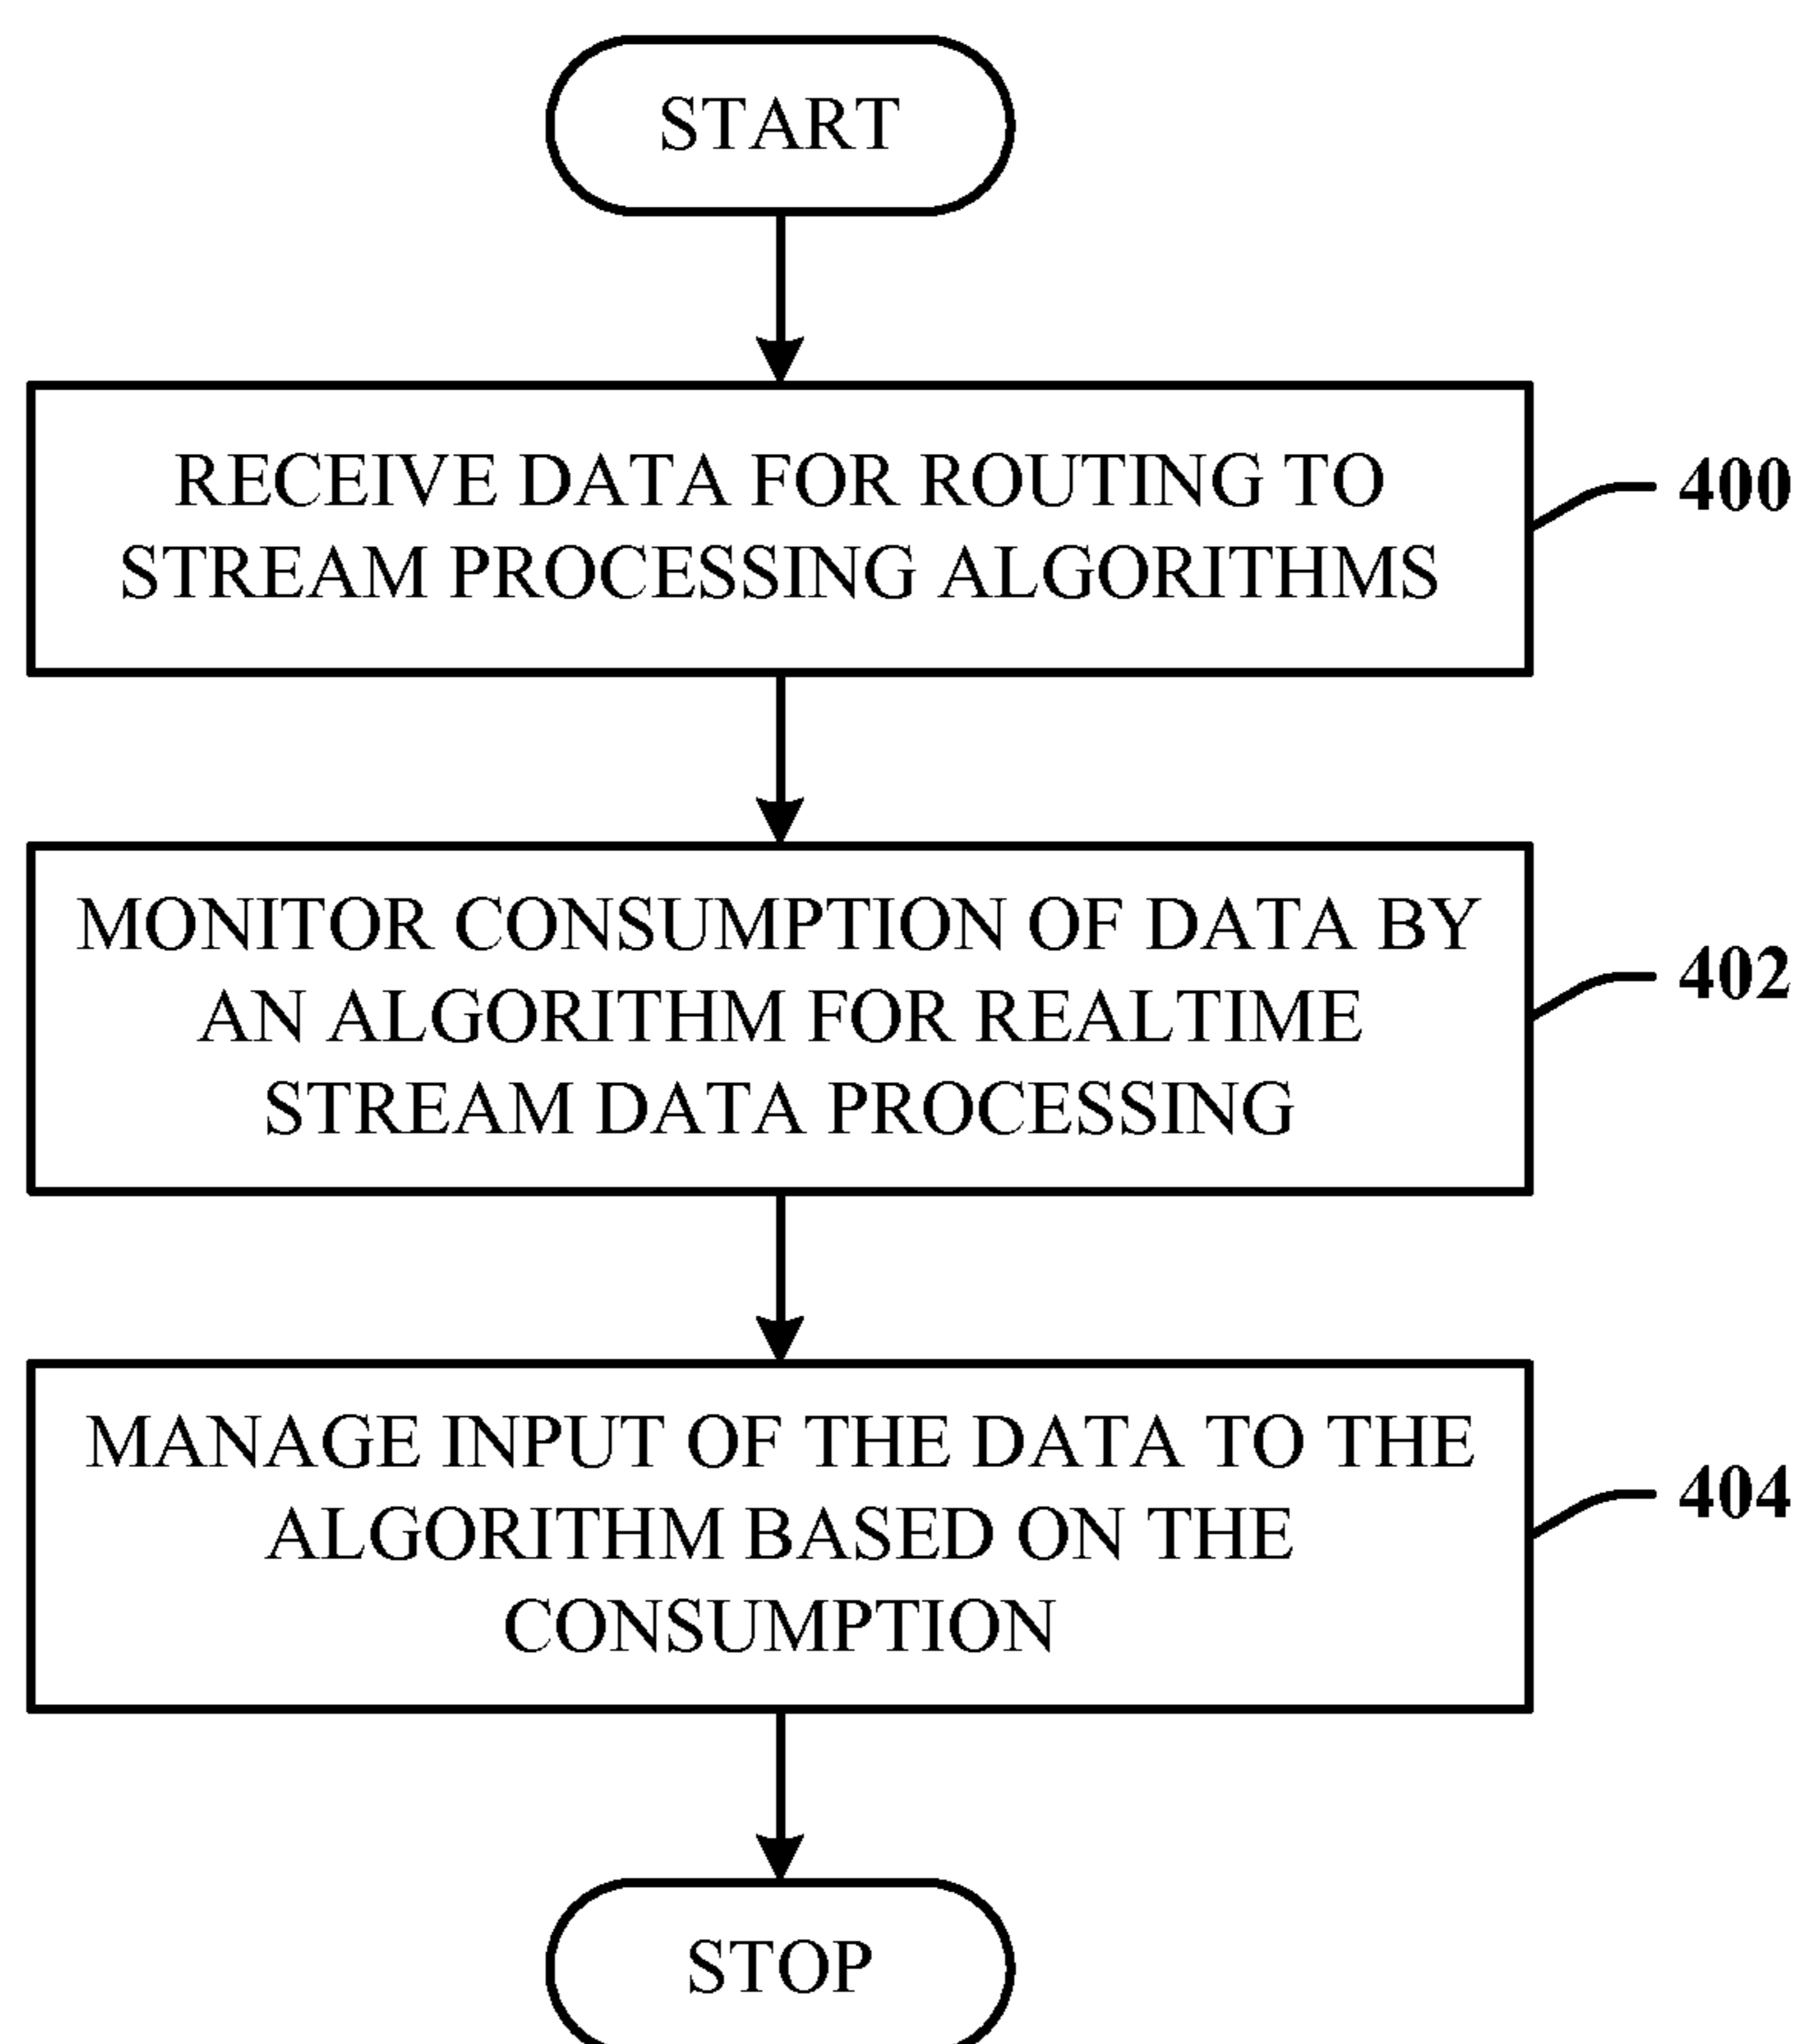 START
RECEIVE DATA FOR ROUTING TO
STREAM PROCESSING ALGORITHMS
400
MONITOR CONSUMPTION OF DATA BY
AN ALGORITHM FOR REALTIME
STREAM DATA PROCESSING
402
MANAGE INPUT OF THE DATA TO THE
ALGORITHM BASED ON THE
CONSUMPTION
404
STOP